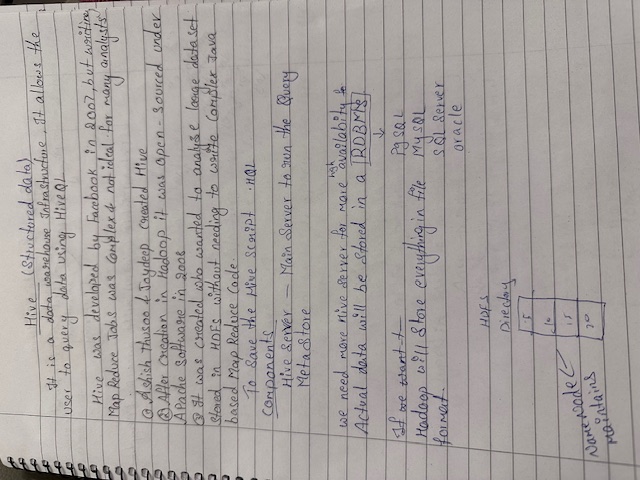 Hive (Structored data)
It is a data warehouse Infrastructure. It allows the
user to query data using HiveQL
Hive was developed by Facebook in 2007, but writing
Map Reduce Jobs was Complex & not ideal for many analysts
① Ashish Thusoo & Joydeep created Hive
② After Creation in Hadoop it was open-sourced under
APache Software in 2008
③ It was created who wanted to analyse large dataset
stored in HDFS without needing to write Complex Java
based Map Reduce Code.
To Save the Hive Script .HQL
Components
Hive Server — Main Server to run the Query
MetaStore
we need more Hive Server for more high availabity
Actual data will be stored in a RDBMS
If we want t
Hadoop will Store everything in file
format.
PgSQL
MySQL
SQL Server
oracle
HDFS
Directory
5
10
15
20
NameNode
maintains